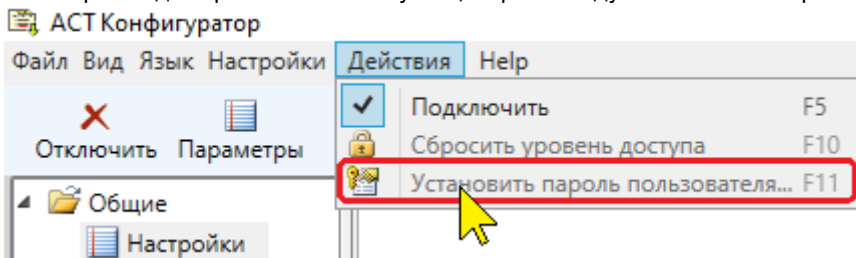 АСТ Конфигуратор
Файл Вид Язык Настройки Действия Help
Подключить F5
Отключить Параметры
Сбросить уровень доступа F10
Установить пароль пользователя... F11
Общие
Настройки